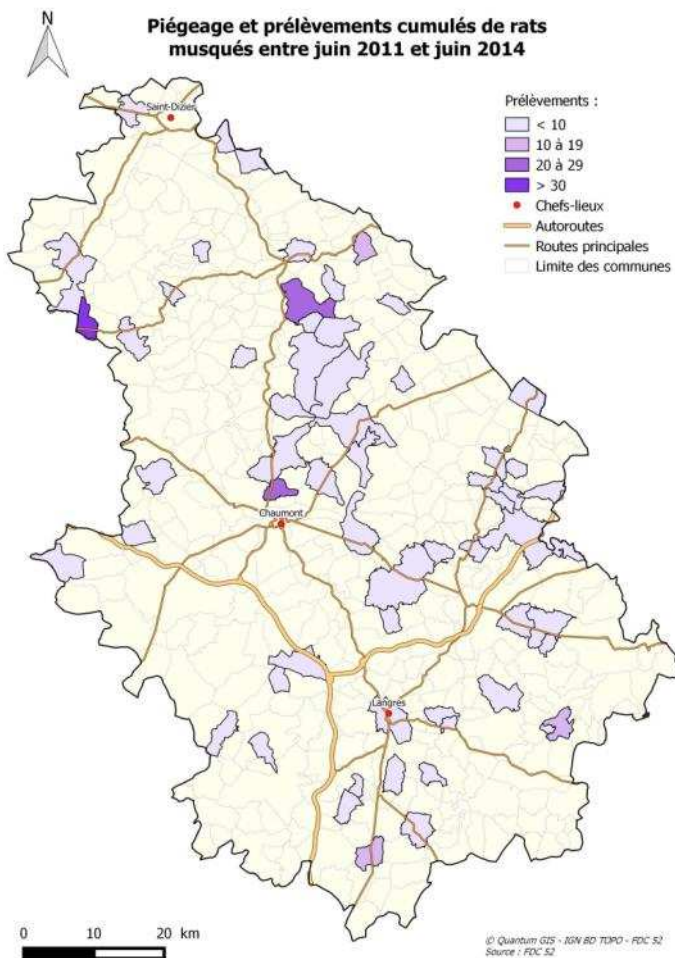 N
Piégeage et prélèvements cumulés de rats
musqués entre juin 2011 et juin 2014
Prélèvements :
< 10
10 à 19
20 à 29
> 30
Chefs-lieux
Autoroutes
Routes principales
Limite des communes
Saint-Dizier
Chaumont
Langres
0 10 20 km
© Quantum GIS - IGN BD TOPO - FDC 52
Source : FDC 52